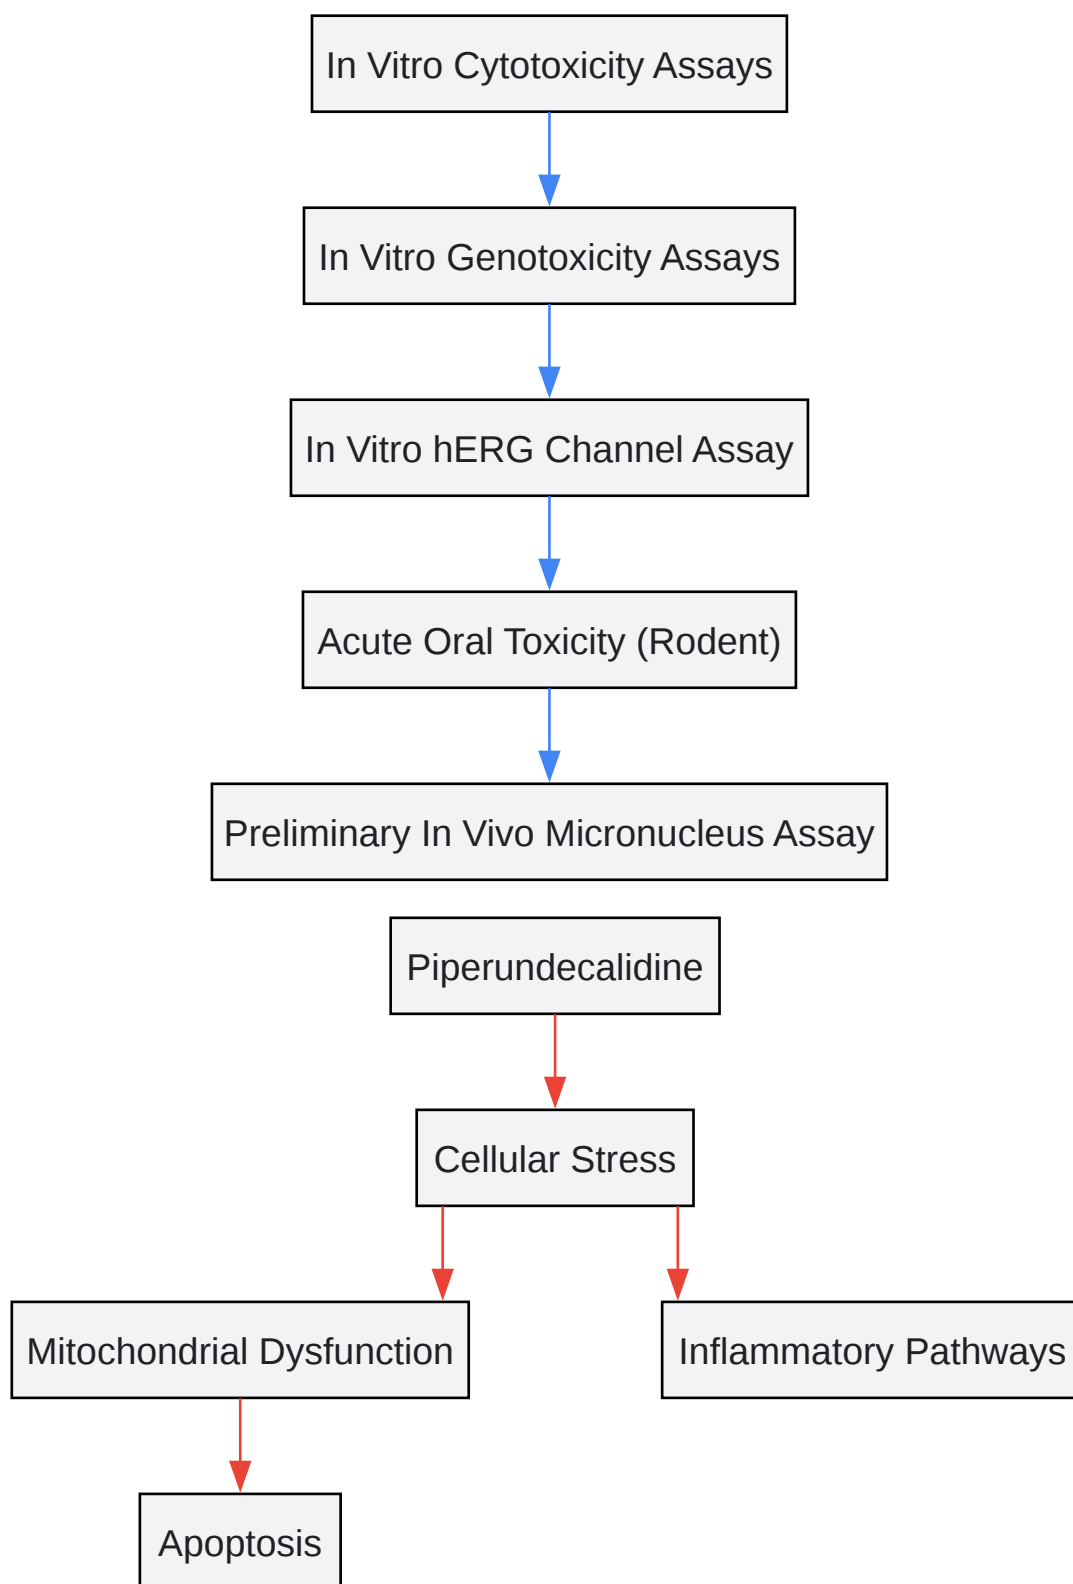 In Vitro Cytotoxicity Assays
In Vitro Genotoxicity Assays
In Vitro hERG Channel Assay
Acute Oral Toxicity (Rodent)
Preliminary In Vivo Micronucleus Assay
Piperundecalidine
Cellular Stress
Mitochondrial Dysfunction
Inflammatory Pathways
Apoptosis